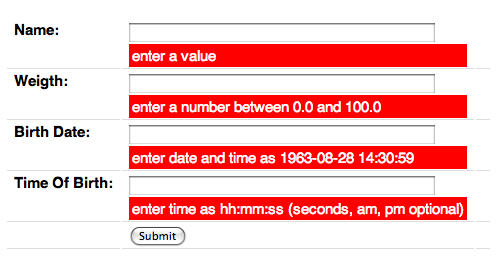 Name:
enter a value
Weigth:
enter a number between 0.0 and 100.0
Birth Date:
enter date and time as 1963-08-28 14:30:59
Time Of Birth:
enter time as hh:mm:ss (seconds, am, pm optional)
Submit